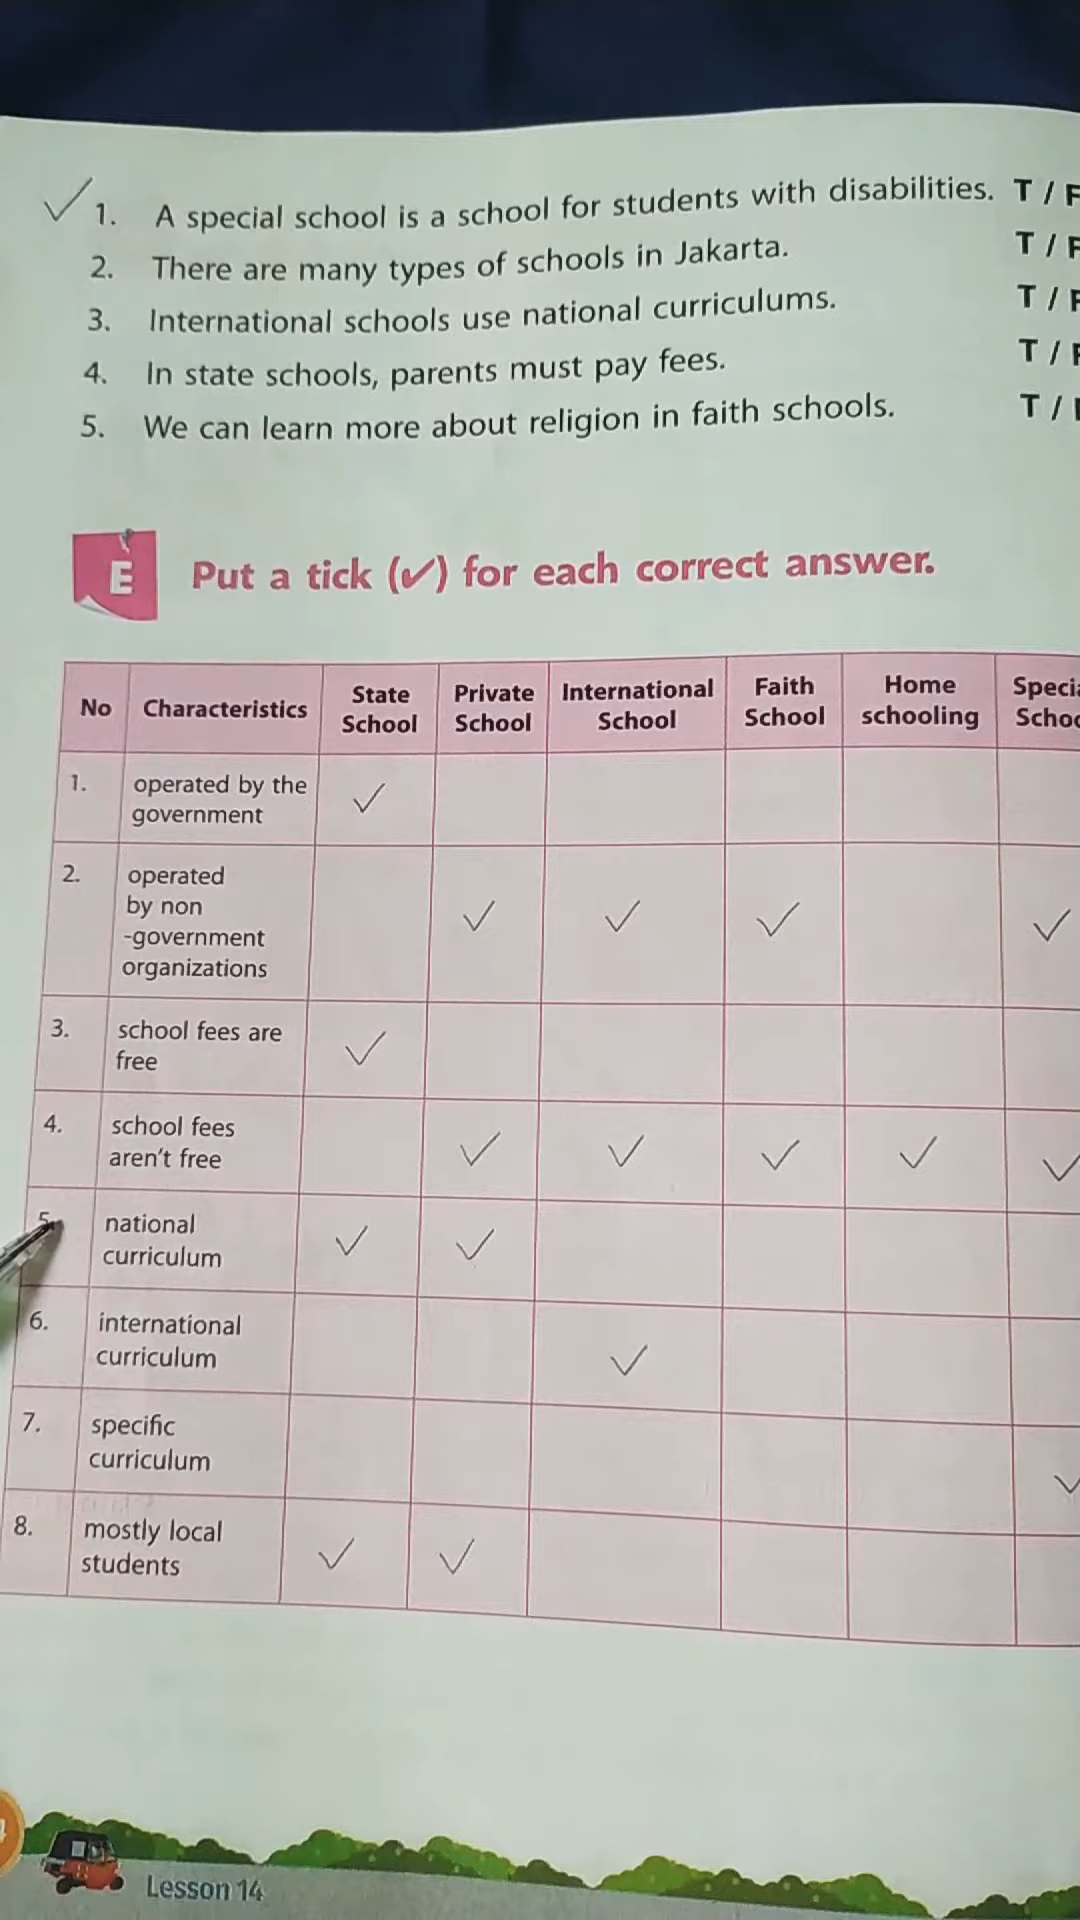 ✓ 1. A special school is a school for students with disabilities. T / F
2. There are many types of schools in Jakarta. T / F
3. International schools use national curriculums. T / F
4. In state schools, parents must pay fees. T / F
5. We can learn more about religion in faith schools. T /
E Put a tick (✓) for each correct answer.
No Characteristics State School Private School International School Faith School Home schooling Specia Schoo
1. operated by the government ✓
2. operated by non -government organizations ✓ ✓ ✓ ✓
3. school fees are free ✓
4. school fees aren't free ✓ ✓ ✓ ✓ ✓
5. national curriculum ✓ ✓
6. international curriculum ✓
7. specific curriculum ✓
8. mostly local students ✓ ✓
Lesson 14